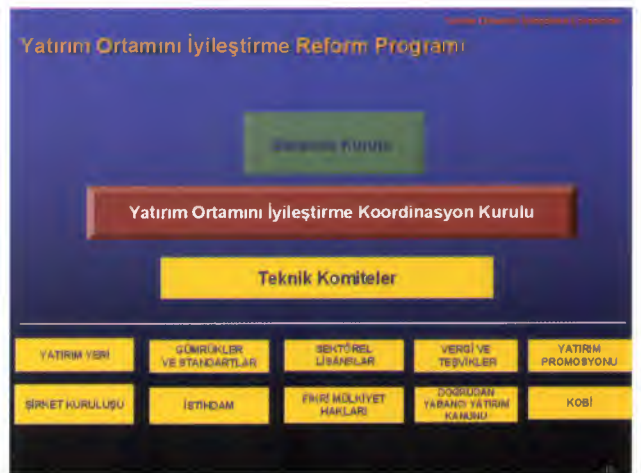 Yatırım Ortamını İyileştirme Reform Programı
Yatırım Ortamını İyileştirme Koordinasyon Kurulu
Teknik Komiteler
YATIRIM YERİ
GÜMRÜKLER
VE STANDARTLAR
SEKTÖREL
LİSANSLAR
VERGİ VE
TEŞVİKLER
YATIRIM
PROMOSYONU
ŞİRKET KURULUŞU
İSTİHDAM
FİKRİ MÜLKİYET
HAKLARI
DOĞRUDAN
YABANCI YATIRIM
KANUNU
KOBİ